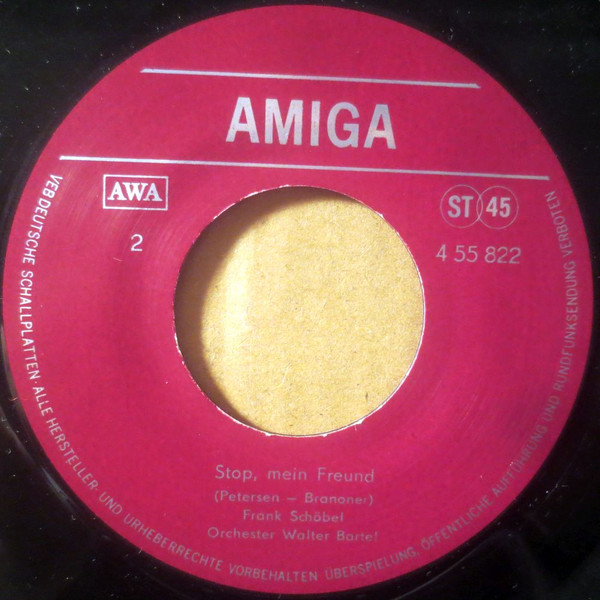 AMIGA
AWA
ST 45
2
4 55 822
Stop, mein Freund
(Petersen – Branoner)
Frank Schöbel
Orchester Walter Bartel
VEB DEUTSCHE SCHALLPLATTEN · ALLE HERSTELLER- UND URHEBERRECHTE VORBEHALTEN · ÜBERSPIELUNG, ÖFFENTLICHE AUFFÜHRUNG UND RUNDFUNKSENDUNG VERBOTEN